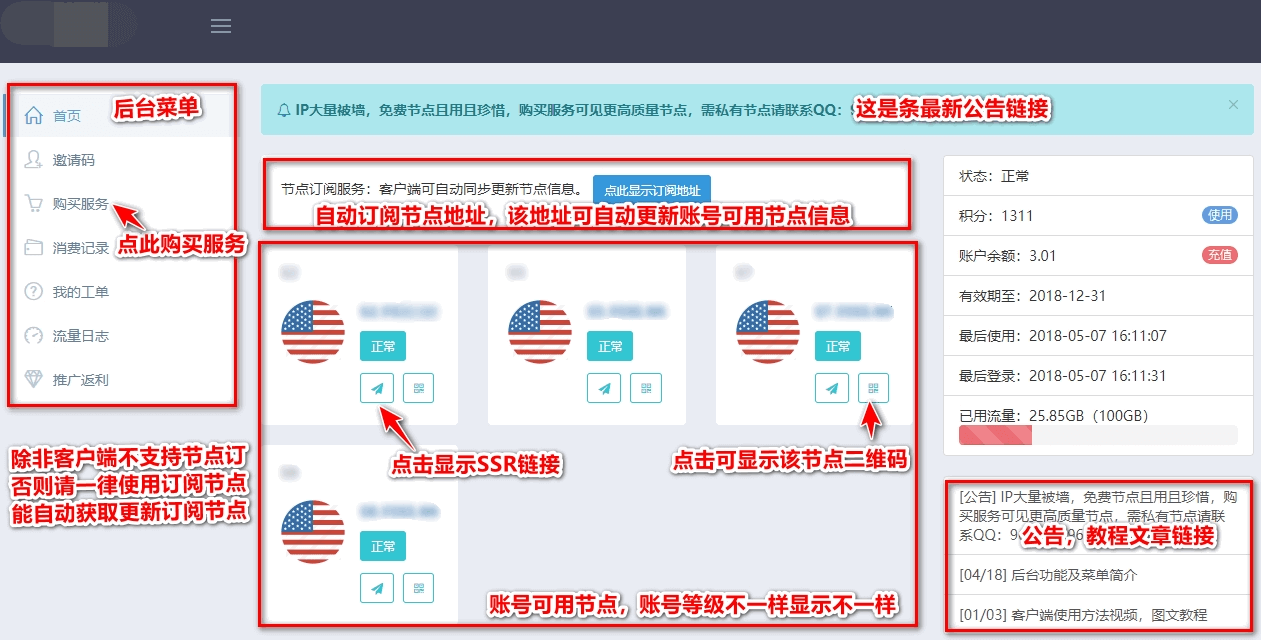 首页
后台菜单
邀请码
购买服务
点此购买服务
消费记录
我的工单
流量日志
推广返利
除非客户端不支持节点订
否则请一律使用订阅节点
能自动获取更新订阅节点
IP大量被墙，免费节点且用且珍惜，购买服务可见更高质量节点，需私有节点请联系QQ：
这是条最新公告链接
×
节点订阅服务：客户端可自动同步更新节点信息。
点此显示订阅地址
自动订阅节点地址，该地址可自动更新账号可用节点信息
正常
正常
正常
点击显示SSR链接
点击可显示该节点二维码
正常
账号可用节点，账号等级不一样显示不一样
状态：正常
积分：1311
使用
账户余额：3.01
充值
有效期至：2018-12-31
最后使用：2018-05-07 16:11:07
最后登录：2018-05-07 16:11:31
已用流量：25.85GB（100GB）
[公告] IP大量被墙，免费节点且用且珍惜，购
买服务可见更高质量节点，需私有节点请联
系QQ：
公告，教程文章链接
[04/18] 后台功能及菜单简介
[01/03] 客户端使用方法视频，图文教程